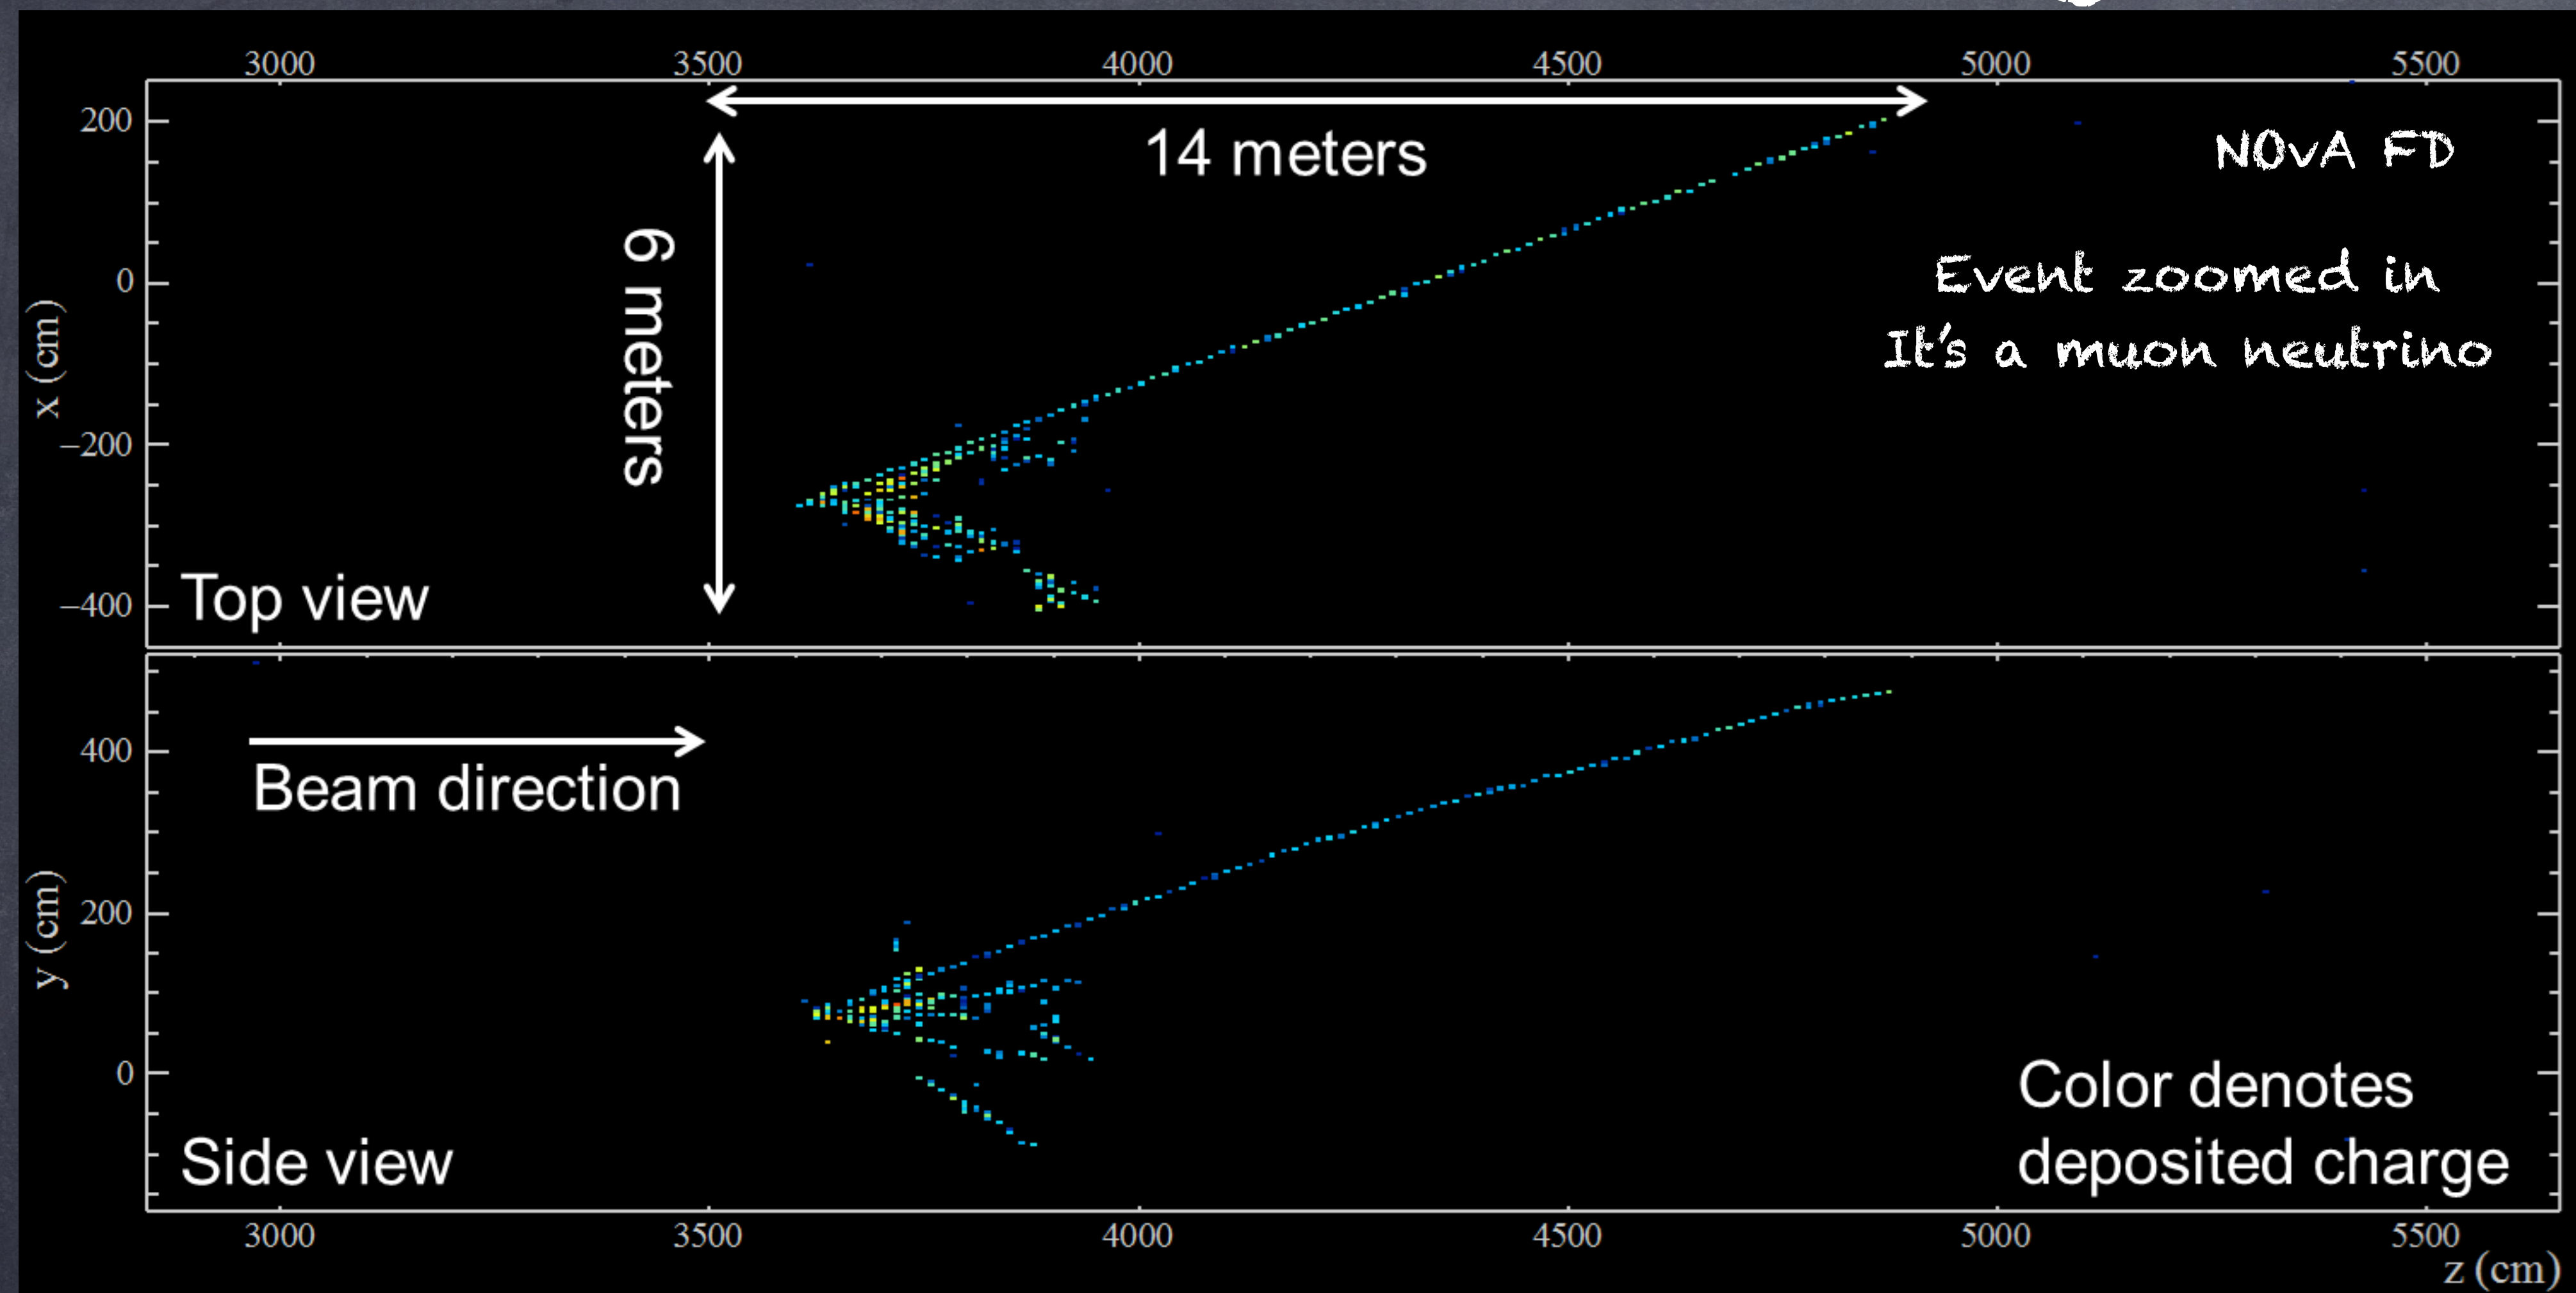 3000 3500 4000 4500 5000 5500
200
0
−200
−400
x (cm)
14 meters
6 meters
NOνA FD
Event zoomed in
It's a muon neutrino
Top view
400
200
0
y (cm)
Beam direction
Side view
Color denotes
deposited charge
3000 3500 4000 4500 5000 5500
z (cm)